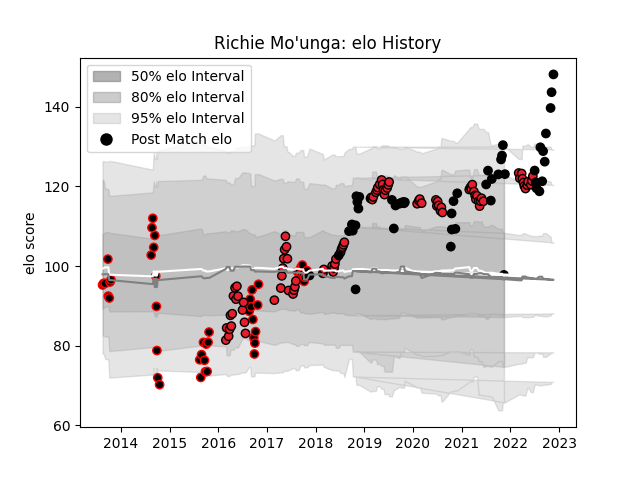 Richie Mo'unga: elo History
50% elo Interval
80% elo Interval
95% elo Interval
Post Match elo
elo score
140
120
100
80
60
2014 2015 2016 2017 2018 2019 2020 2021 2022 2023